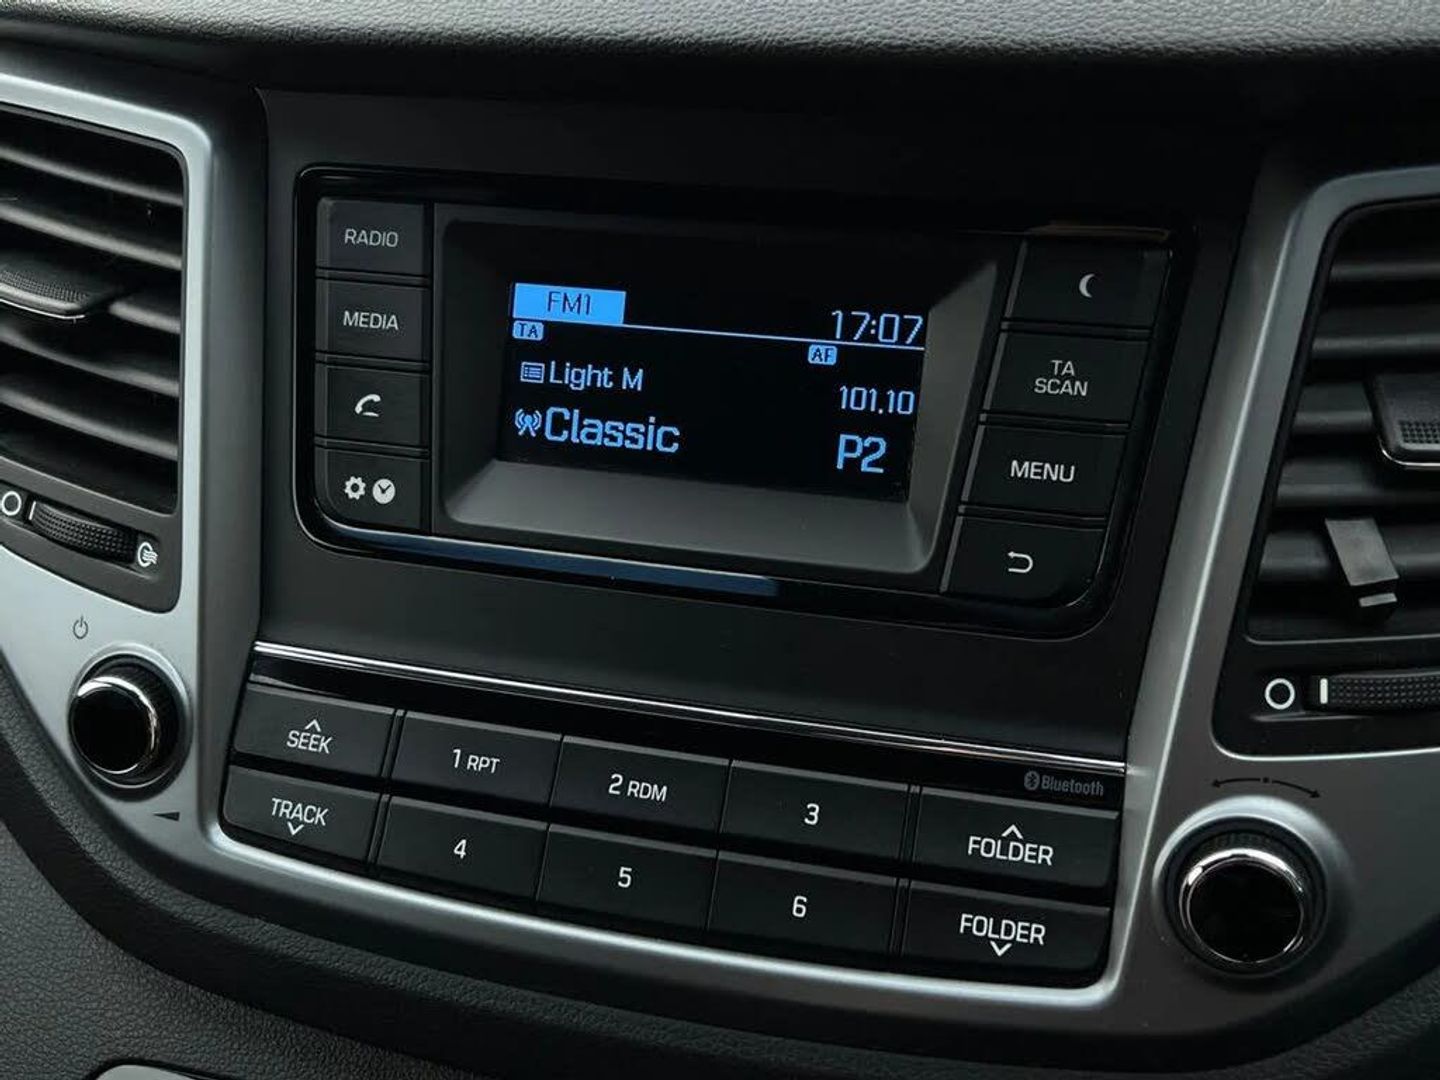 RADIO
MEDIA
FM1
17:07
TA
AF
Light M
101.10
Classic
P2
TA
SCAN
MENU
SEEK
TRACK
1 RPT
2 RDM
3
4
5
6
Bluetooth
FOLDER
FOLDER